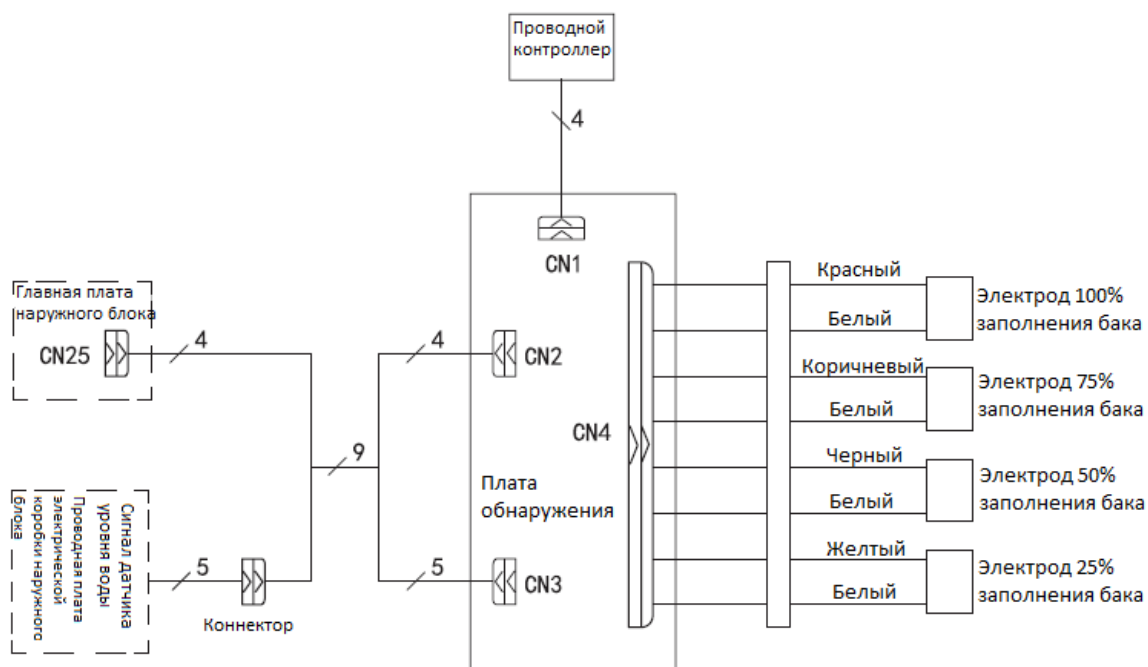 Проводной
контроллер
4
CN1
Главная плата
наружного блока
CN25
4
4
CN2
9
Сигнал датчика
уровня воды
Проводная плата
электрической
коробки наружного
блока
5
Коннектор
5
CN3
Плата
обнаружения
CN4
Красный
Белый
Электрод 100%
заполнения бака
Коричневый
Белый
Электрод 75%
заполнения бака
Черный
Белый
Электрод 50%
заполнения бака
Желтый
Белый
Электрод 25%
заполнения бака